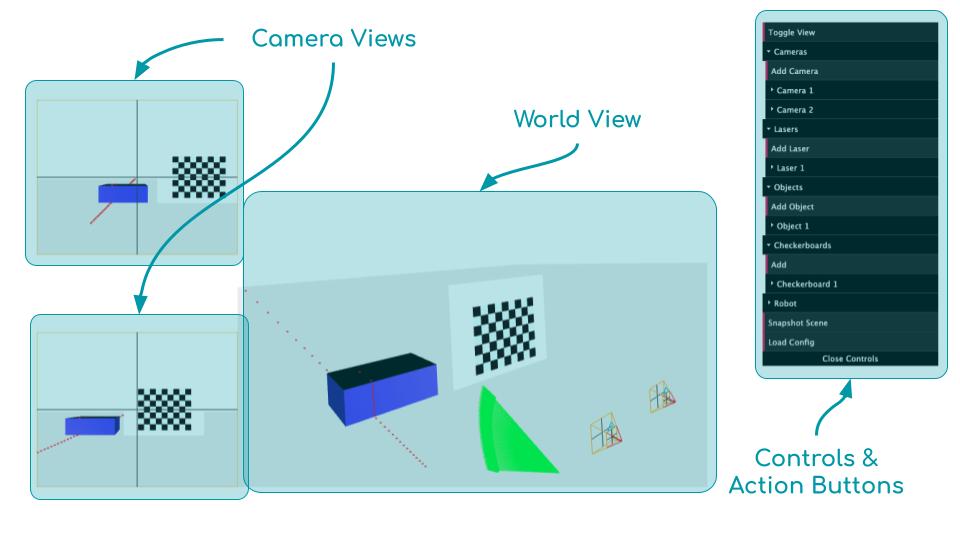 Camera Views
World View
Toggle View
Cameras
Add Camera
Camera 1
Camera 2
Lasers
Add Laser
Laser 1
Objects
Add Object
Object 1
Checkerboards
Add
Checkerboard 1
Robot
Snapshot Scene
Load Config
Close Controls
Controls &
Action Buttons